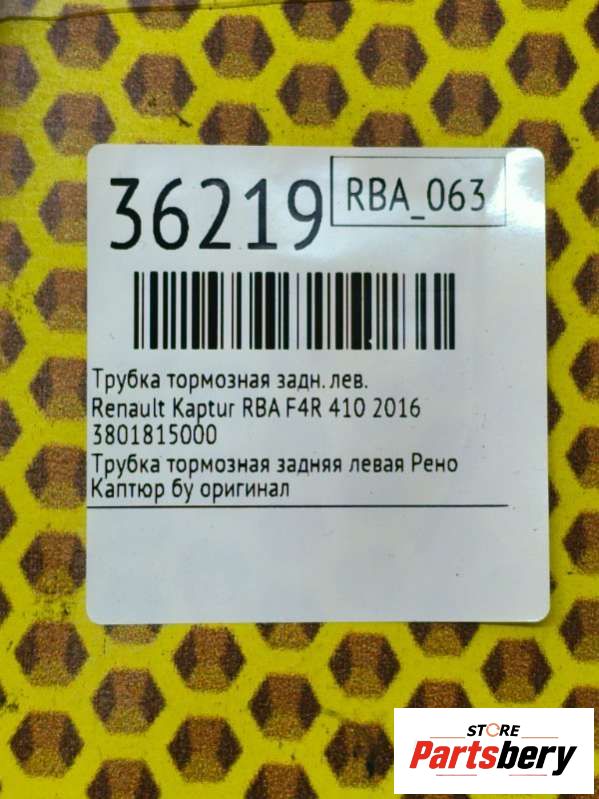 36219
RBA_063
Трубка тормозная задн. лев.
Renault Kaptur RBA F4R 410 2016
3801815000
Трубка тормозная задняя левая Рено
Каптюр бу оригинал
STORE
Partsbery